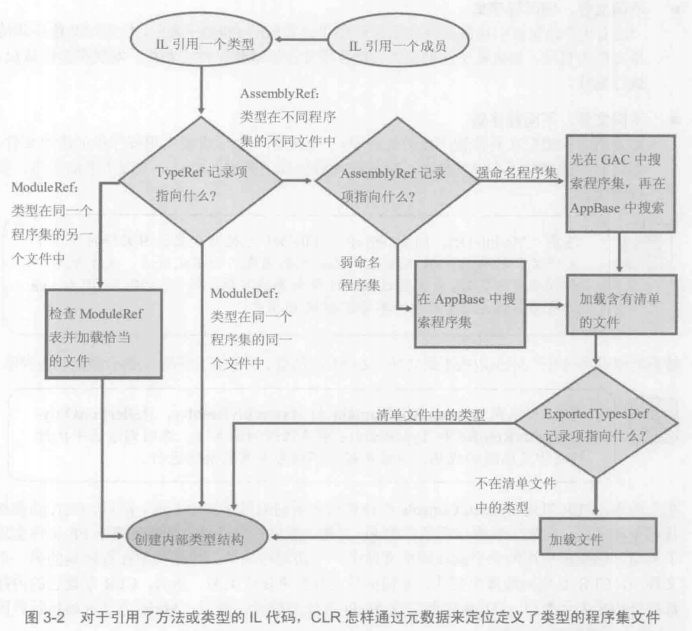 IL 引用一个类型
IL 引用一个成员
AssemblyRef:
类型在不同程序
集的不同文件中
TypeRef 记录项
指向什么?
AssemblyRef 记录
项指向什么?
强命名程序集
先在 GAC 中搜
索程序集，再在
AppBase 中搜索
ModuleRef:
类型在同一个
程序集的另一
个文件中
弱命名
程序集
ModuleDef:
类型在同一个
程序集的同一
个文件中
检查 ModuleRef
表并加载恰当
的文件
在 AppBase 中搜
索程序集
加载含有清单
的文件
清单文件中的类型
ExportedTypesDef
记录项指向什么?
不在清单文件
中的类型
创建内部类型结构
加载文件
图 3-2 对于引用了方法或类型的 IL 代码，CLR 怎样通过元数据来定位定义了类型的程序集文件